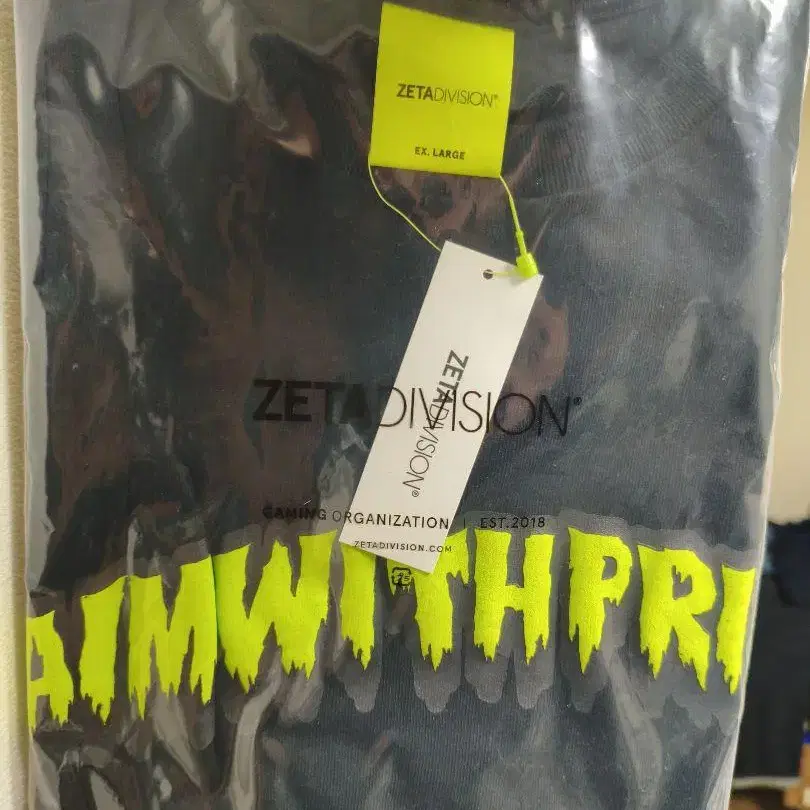 ZETADIVISION®
EX. LARGE
ZETADIVISION®
ZETADIVISION®
GAMING ORGANIZATION | EST.2018
ZETADIVISION.COM
AIMWITHPRI